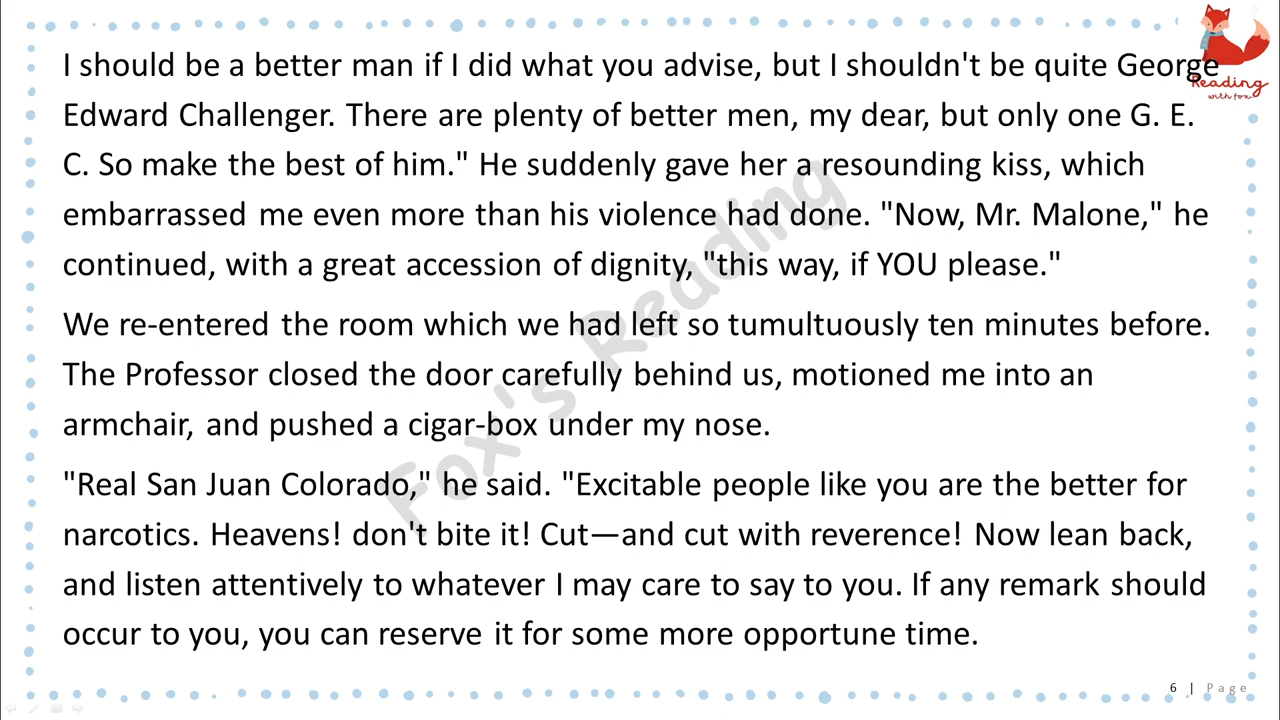 I should be a better man if I did what you advise, but I shouldn't be quite George
Edward Challenger. There are plenty of better men, my dear, but only one G. E.
C. So make the best of him." He suddenly gave her a resounding kiss, which
embarrassed me even more than his violence had done. "Now, Mr. Malone," he
continued, with a great accession of dignity, "this way, if YOU please."
We re-entered the room which we had left so tumultuously ten minutes before.
The Professor closed the door carefully behind us, motioned me into an
armchair, and pushed a cigar-box under my nose.
"Real San Juan Colorado," he said. "Excitable people like you are the better for
narcotics. Heavens! don't bite it! Cut—and cut with reverence! Now lean back,
and listen attentively to whatever I may care to say to you. If any remark should
occur to you, you can reserve it for some more opportune time.
Reading
with fox
Fox's Reading
6 | Page